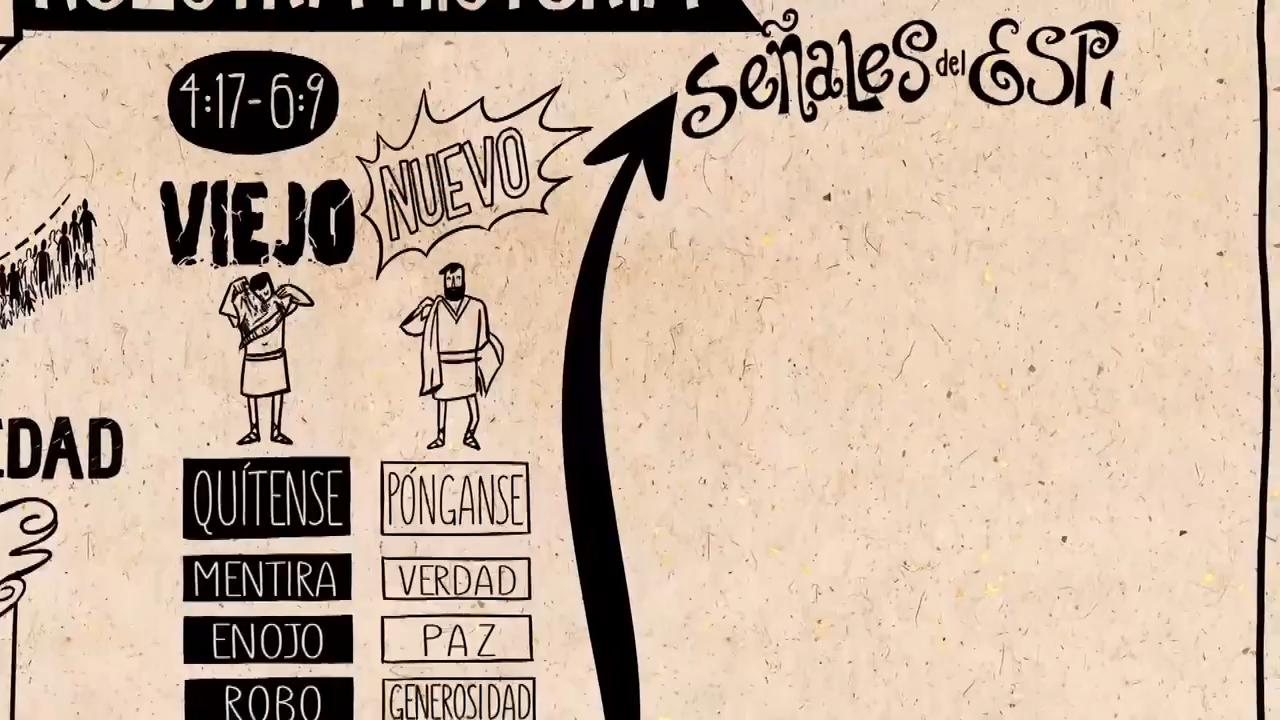 SEÑALES del ESP
4:17-6:9
NUEVO
VIEJO
EDAD
QUÍTENSE PÓNGANSE
MENTIRA VERDAD
ENOJO PAZ
ROBO GENEROSIDAD